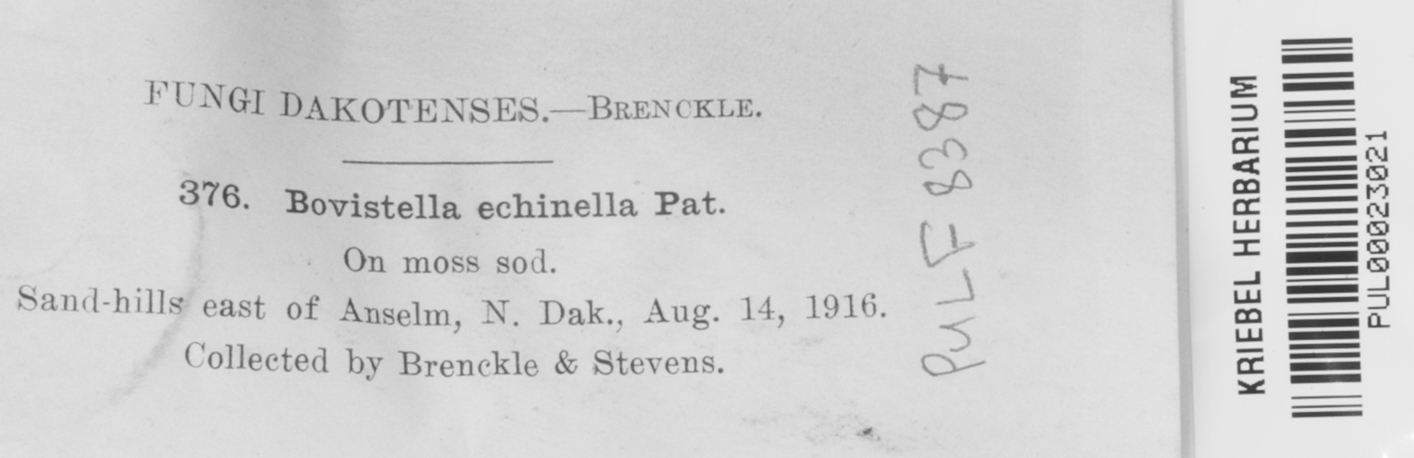 FUNGI DAKOTENSES.—BRENCKLE.
376. Bovistella echinella Pat.
On moss sod.
Sand-hills east of Anselm, N. Dak., Aug. 14, 1916.
Collected by Brenckle & Stevens.
PULF 8387
KRIEBEL HERBARIUM
PUL00023021